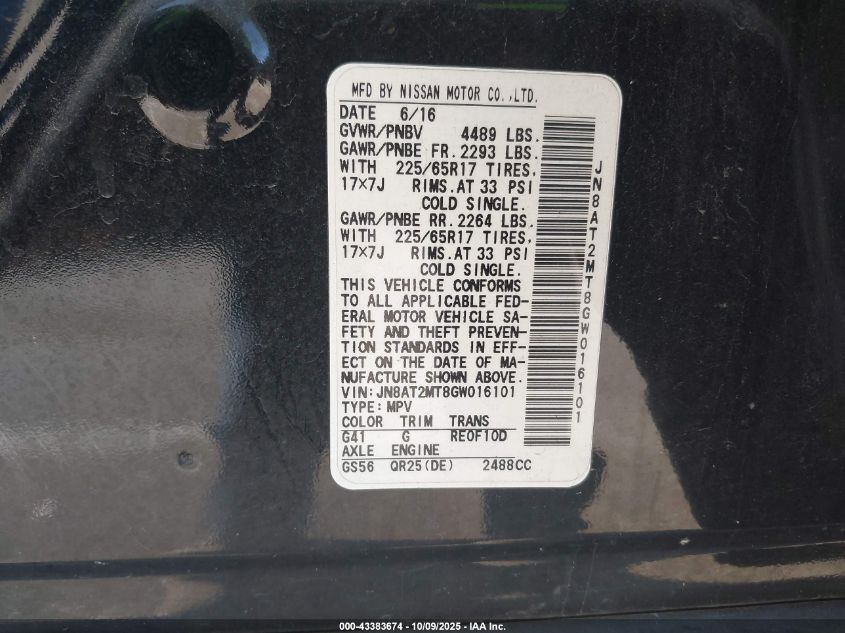 MFD BY NISSAN MOTOR CO.,LTD.
DATE 6/16
GVWR/PNBV 4489 LBS.
GAWR/PNBE FR. 2293 LBS.
WITH 225/65R17 TIRES,
17×7J RIMS. AT 33 PSI
COLD SINGLE.
GAWR/PNBE RR. 2264 LBS.
WITH 225/65R17 TIRES,
17×7J RIMS. AT 33 PSI
COLD SINGLE.
THIS VEHICLE CONFORMS
TO ALL APPLICABLE FED-
ERAL MOTOR VEHICLE SA-
FETY AND THEFT PREVEN-
TION STANDARDS IN EFF-
ECT ON THE DATE OF MA-
NUFACTURE SHOWN ABOVE.
VIN: JN8AT2MT8GW016101
TYPE: MPV
COLOR TRIM TRANS
G41 G RE0F10D
AXLE ENGINE
GS56 QR25(DE) 2488CC
JN8AT2MT8GW016101
000-43383674 - 10/09/2025 - IAA Inc.